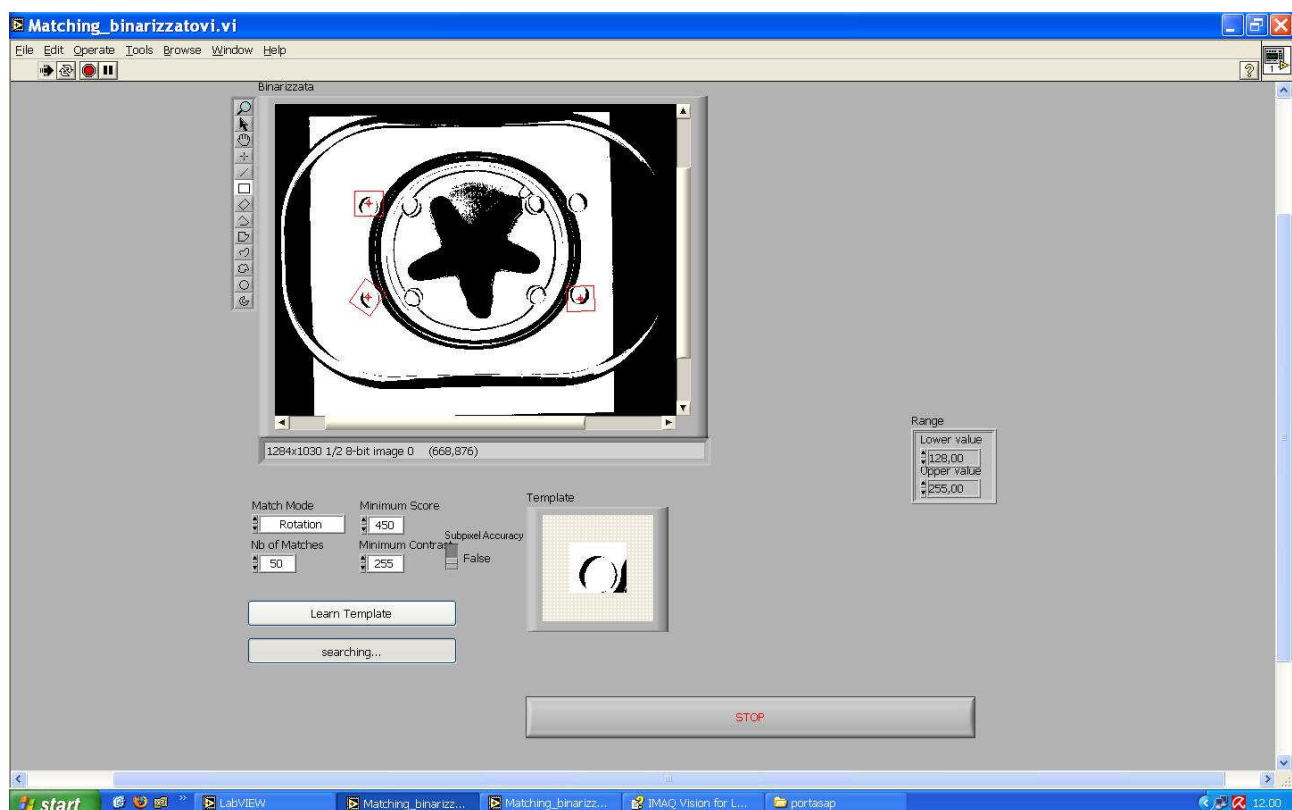 Matching_binarizzatovi.vi
File Edit Operate Tools Browse Window Help
1
Binarizzata
1284x1030 1/2 8-bit image 0 (668,876)
Range
Lower value
128,00
Upper value
255,00
Match Mode
Rotation
Minimum Score
450
Nb of Matches
50
Minimum Contrast
255
Subpixel Accuracy
False
Template
Learn Template
searching...
STOP
start
LabVIEW
Matching_binarizz...
Matching_binarizz...
IMAQ Vision for L...
portasap
12.00